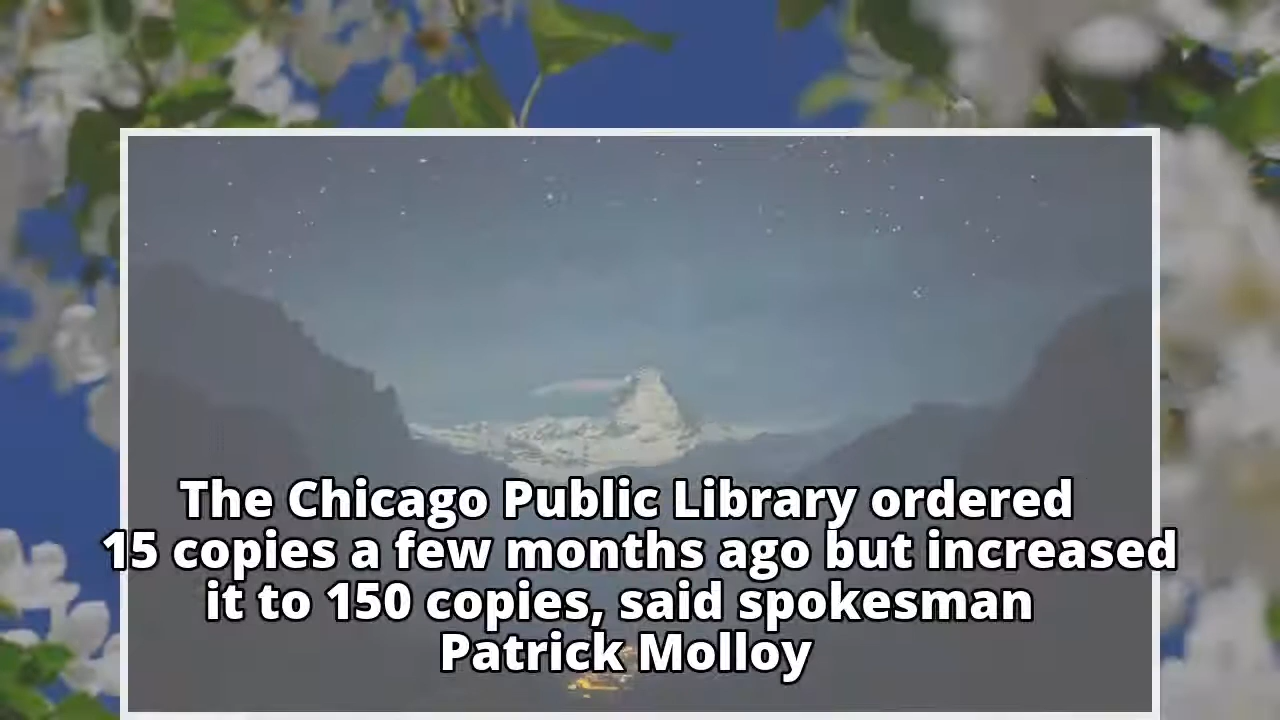 The Chicago Public Library ordered
15 copies a few months ago but increased
it to 150 copies, said spokesman
Patrick Molloy